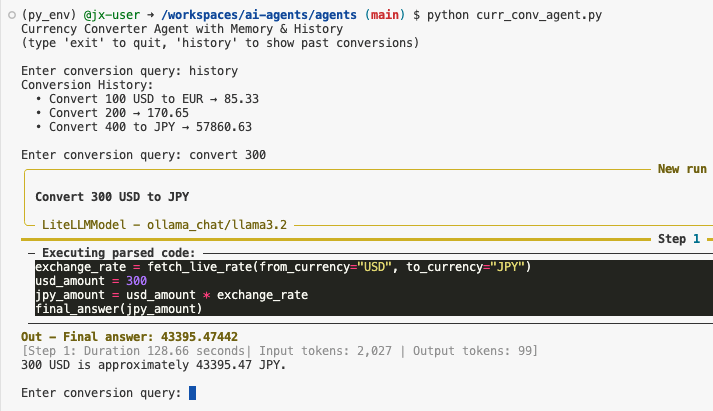 (py_env) @jx-user → /workspaces/ai-agents/agents (main) $ python curr_conv_agent.py
Currency Converter Agent with Memory & History
(type 'exit' to quit, 'history' to show past conversions)
Enter conversion query: history
Conversion History:
• Convert 100 USD to EUR → 85.33
• Convert 200 → 170.65
• Convert 400 to JPY → 57860.63
Enter conversion query: convert 300
New run
Convert 300 USD to JPY
LiteLLMModel - ollama_chat/llama3.2
Step 1
Executing parsed code:
exchange_rate = fetch_live_rate(from_currency="USD", to_currency="JPY")
usd_amount = 300
jpy_amount = usd_amount * exchange_rate
final_answer(jpy_amount)
Out - Final answer: 43395.47442
[Step 1: Duration 128.66 seconds| Input tokens: 2,027 | Output tokens: 99]
300 USD is approximately 43395.47 JPY.
Enter conversion query: